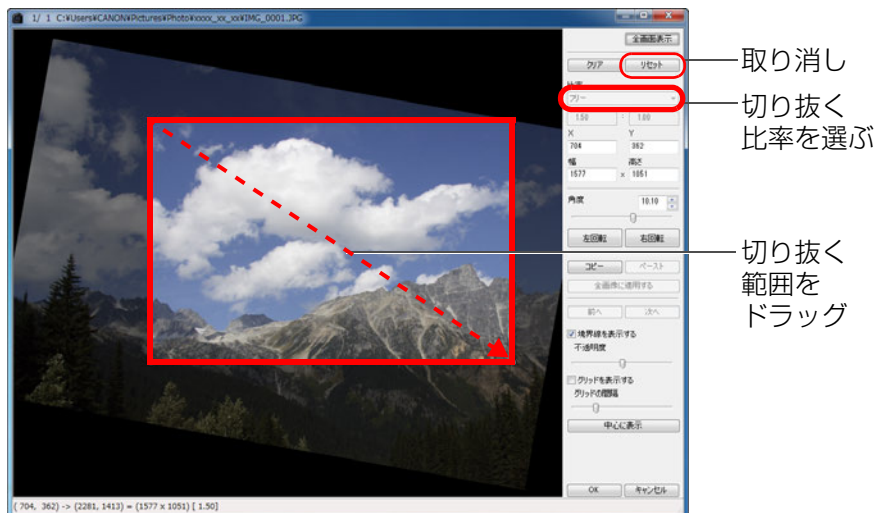 1/ 1 C:¥Users¥CANON¥Pictures¥Photo¥xxxx_xx_xx¥IMG_0001.JPG
全画面表示
クリア リセット
比率
フリー
1.50 : 1.00
X Y
704 362
幅 高さ
1577 x 1051
角度 10.10
左回転 右回転
コピー ペースト
全画像に適用する
前へ 次へ
境界線を表示する
不透明度
グリッドを表示する
グリッドの間隔
中心に表示
OK キャンセル
( 704, 362) -> (2281, 1413) = (1577 x 1051) [ 1.50]
取り消し
切り抜く
比率を選ぶ
切り抜く
範囲を
ドラッグ